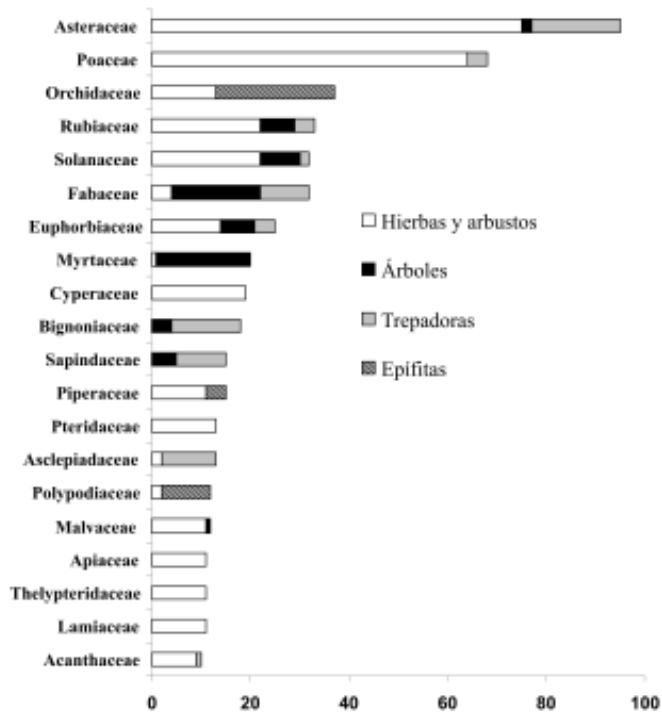 Asteraceae
Poaceae
Orchidaceae
Rubiaceae
Solanaceae
Fabaceae
Euphorbiaceae
Myrtaceae
Cyperaceae
Bignoniaceae
Sapindaceae
Piperaceae
Pteridaceae
Asclepiadaceae
Polypodiaceae
Malvaceae
Apiaceae
Thelypteridaceae
Lamiaceae
Acanthaceae
Hierbas y arbustos
Árboles
Trepadoras
Epífitas
0 20 40 60 80 100